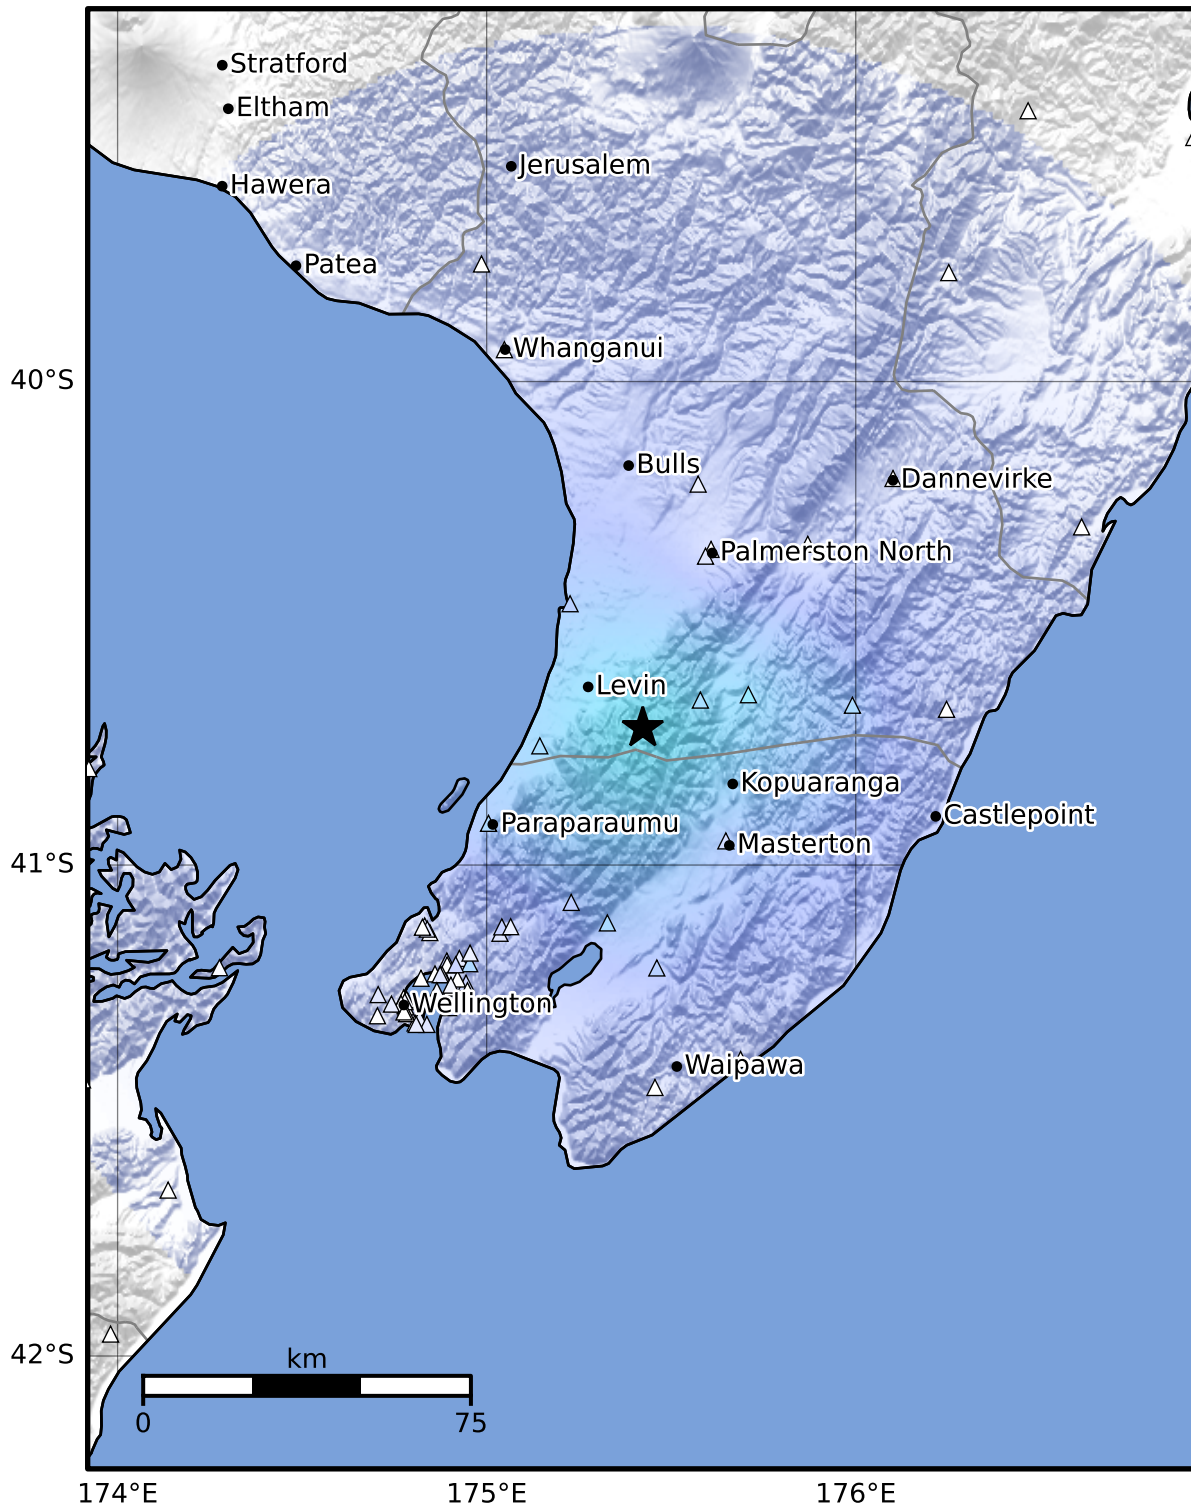 Stratford
Eltham
Jerusalem
Hawera
Patea
Whanganui
40°S
Bulls
Dannevirke
Palmerston North
Levin
Kopuaranga
Castlepoint
Paraparaumu
Masterton
41°S
Wellington
Waipawa
42°S
km
0 75
174°E 175°E 176°E